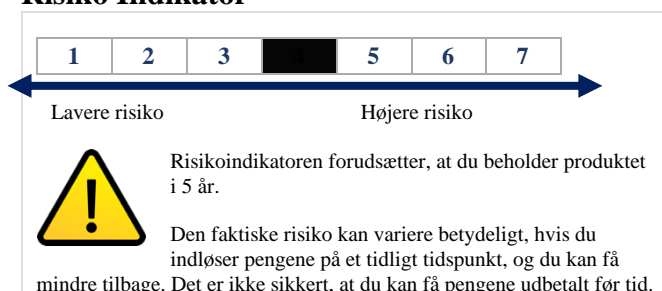 Risiko Indikator
1 2 3 4 5 6 7
Lavere risiko Højere risiko
Risikoindikatoren forudsætter, at du beholder produktet
i 5 år.
Den faktiske risiko kan variere betydeligt, hvis du
indløser pengene på et tidligt tidspunkt, og du kan få
mindre tilbage. Det er ikke sikkert, at du kan få pengene udbetalt før tid.